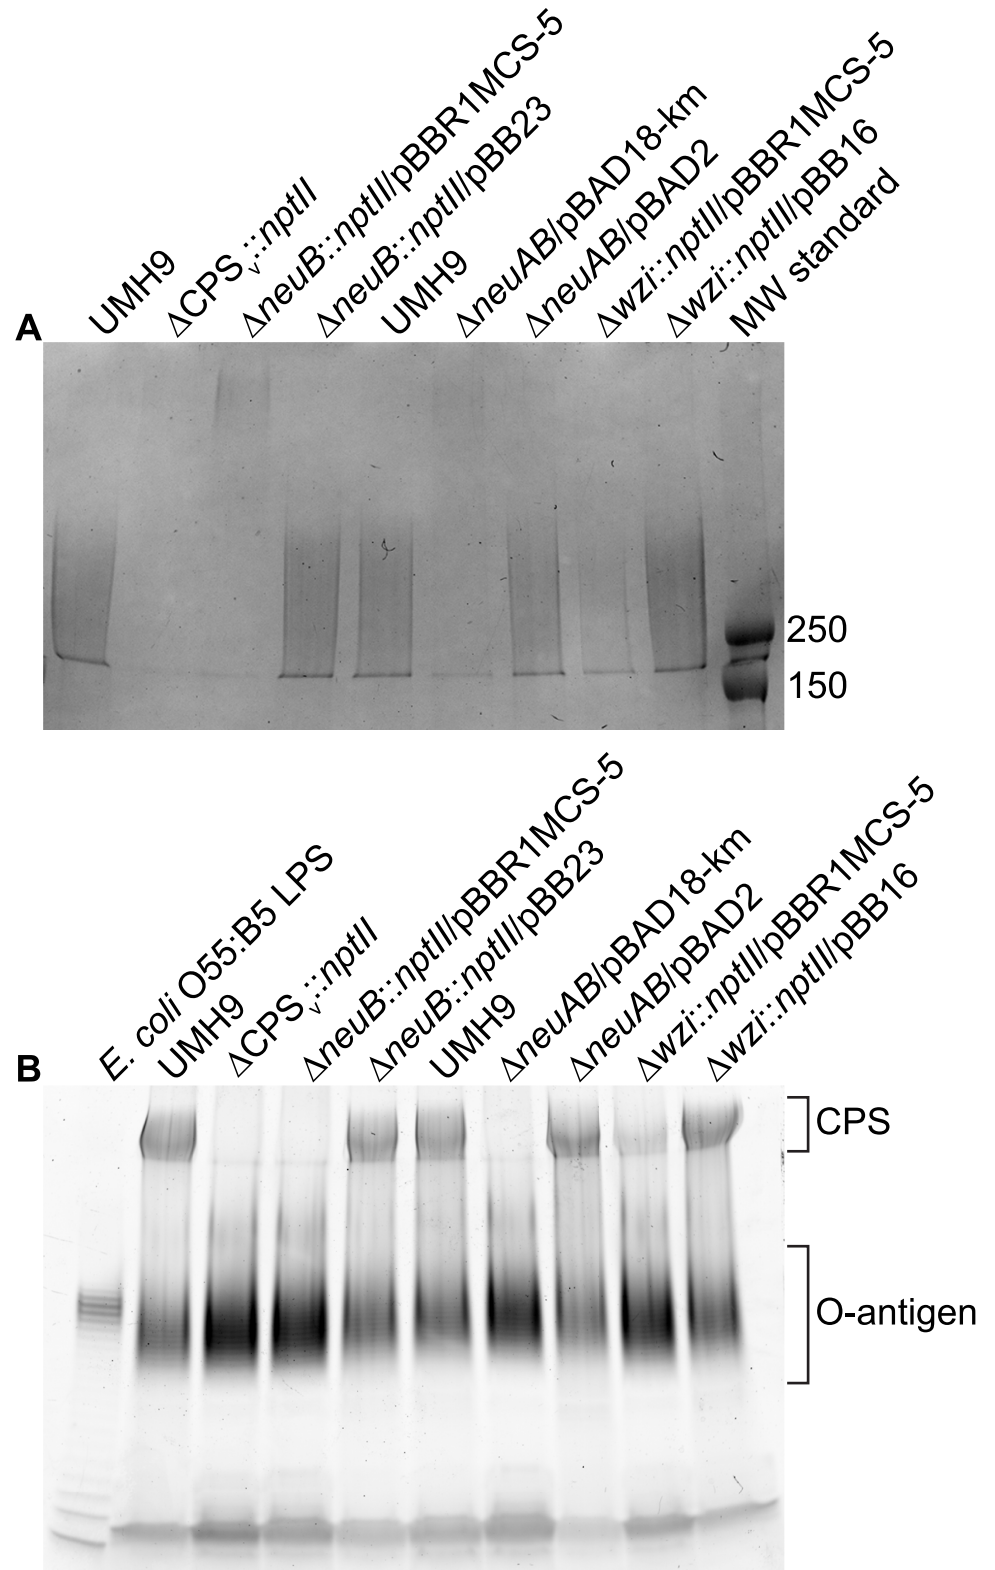 A
UMH9
ΔCPSv::nptII
ΔneuB::nptII/pBBR1MCS-5
ΔneuB::nptII/pBB23
UMH9
ΔneuAB/pBAD18-km
ΔneuAB/pBAD2
Δwzi::nptII/pBBR1MCS-5
Δwzi::nptII/pBB16
MW standard
250
150
B
E. coli O55:B5 LPS
UMH9
ΔCPSv::nptII
ΔneuB::nptII/pBBR1MCS-5
ΔneuB::nptII/pBB23
UMH9
ΔneuAB/pBAD18-km
ΔneuAB/pBAD2
Δwzi::nptII/pBBR1MCS-5
Δwzi::nptII/pBB16
CPS
O-antigen